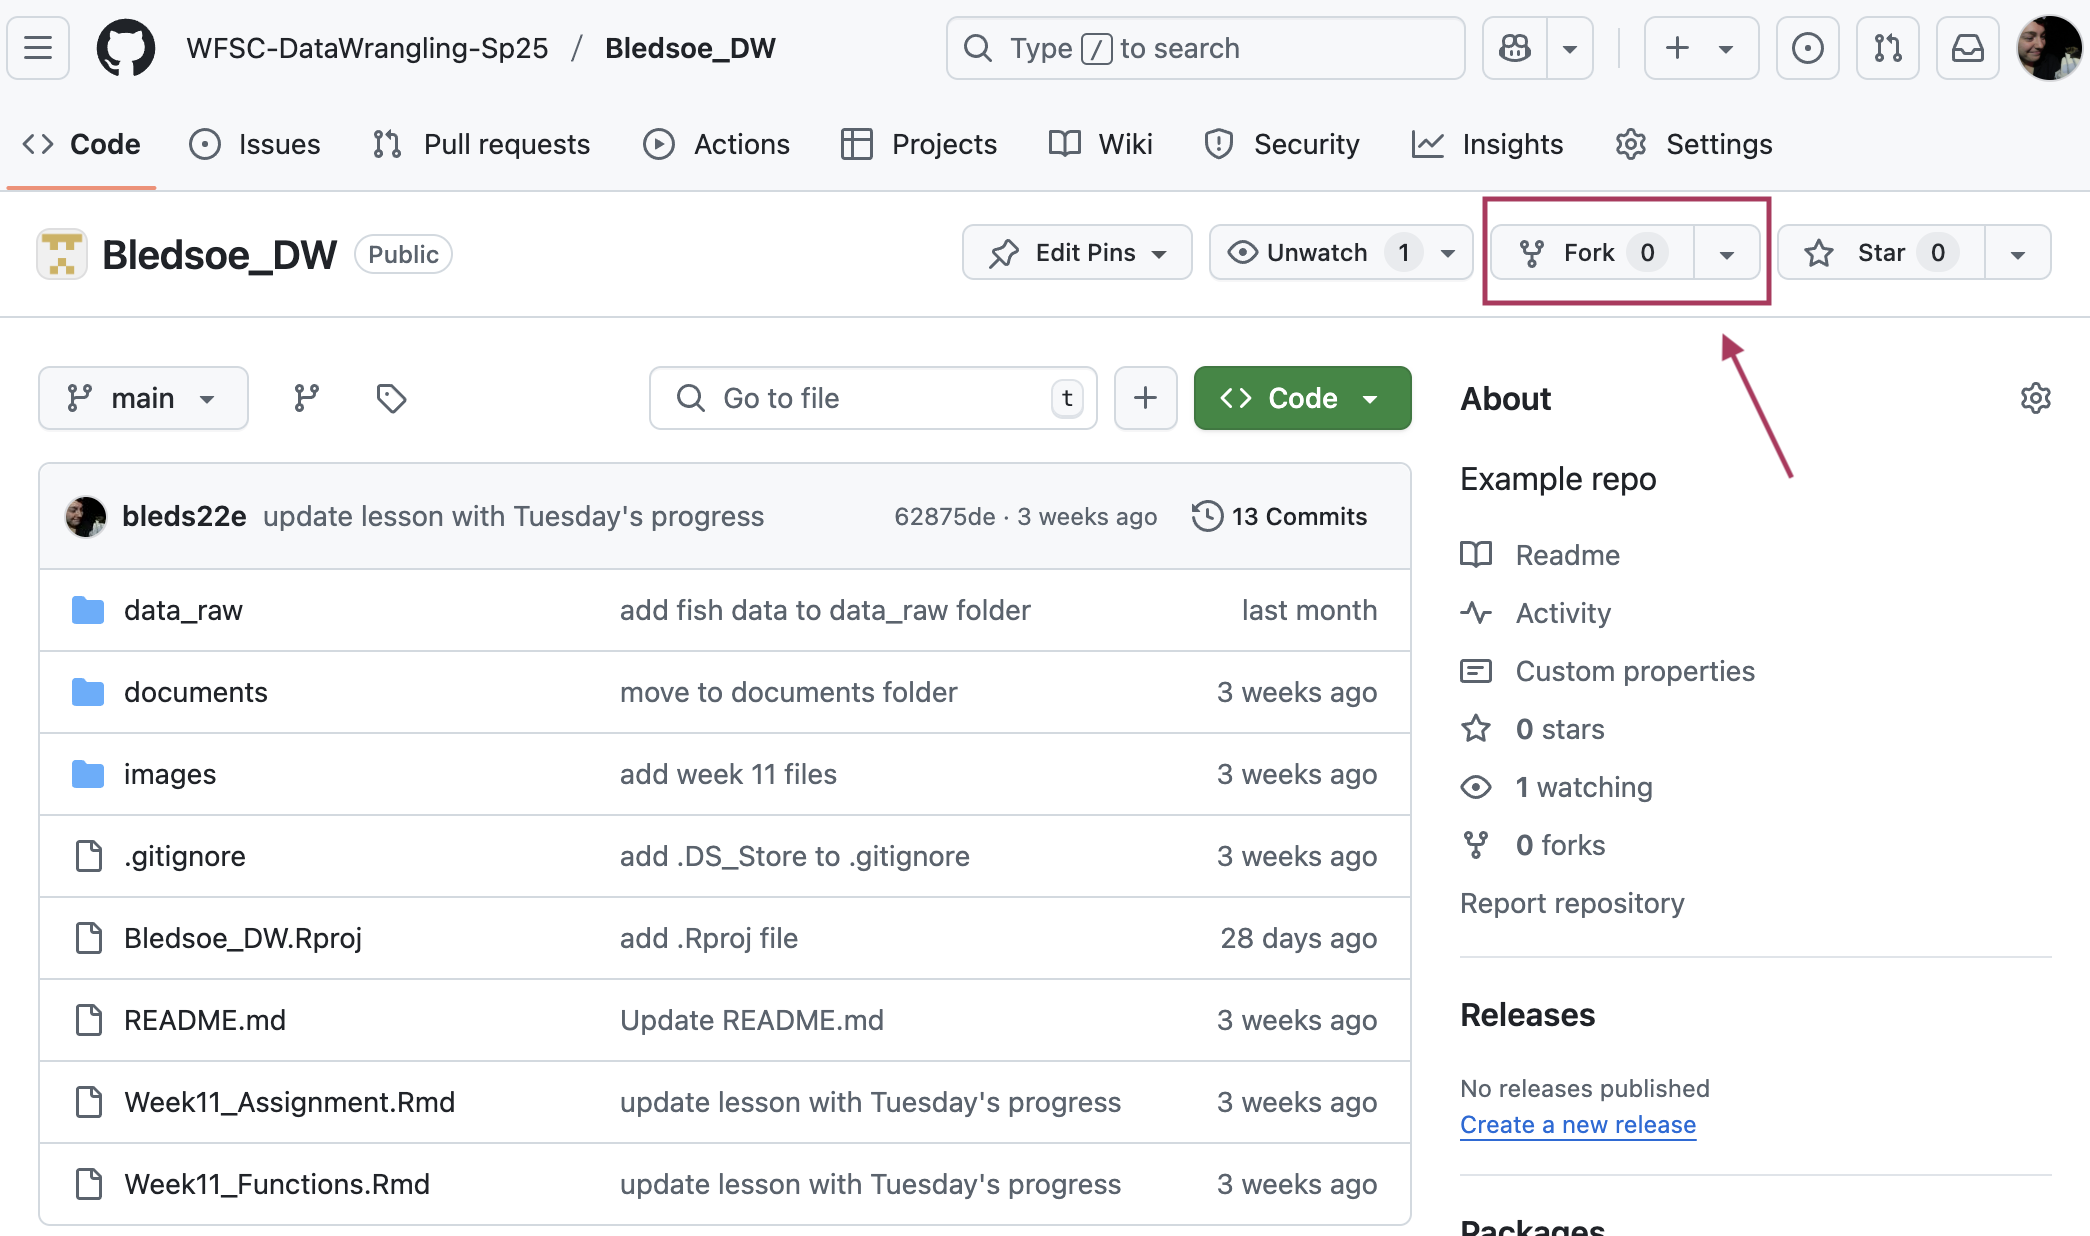 WFSC-DataWrangling-Sp25 / Bledsoe_DW
Type / to search
Code
Issues
Pull requests
Actions
Projects
Wiki
Security
Insights
Settings
Bledsoe_DW Public
Edit Pins
Unwatch 1
Fork 0
Star 0
main
Go to file t
Code
bleds22e update lesson with Tuesday's progress 62875de · 3 weeks ago 13 Commits
data_raw add fish data to data_raw folder last month
documents move to documents folder 3 weeks ago
images add week 11 files 3 weeks ago
.gitignore add .DS_Store to .gitignore 3 weeks ago
Bledsoe_DW.Rproj add .Rproj file 28 days ago
README.md Update README.md 3 weeks ago
Week11_Assignment.Rmd update lesson with Tuesday's progress 3 weeks ago
Week11_Functions.Rmd update lesson with Tuesday's progress 3 weeks ago
About
Example repo
Readme
Activity
Custom properties
0 stars
1 watching
0 forks
Report repository
Releases
No releases published
Create a new release
Packages